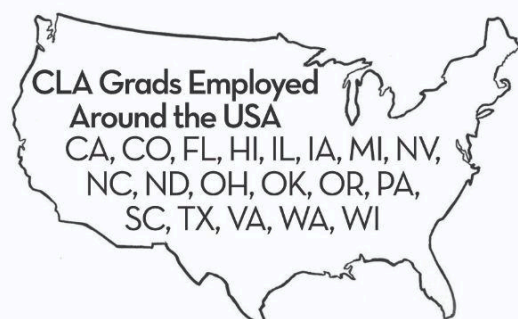 CLA Grads Employed
Around the USA
CA, CO, FL, HI, IL, IA, MI, NV,
NC, ND, OH, OK, OR, PA,
SC, TX, VA, WA, WI